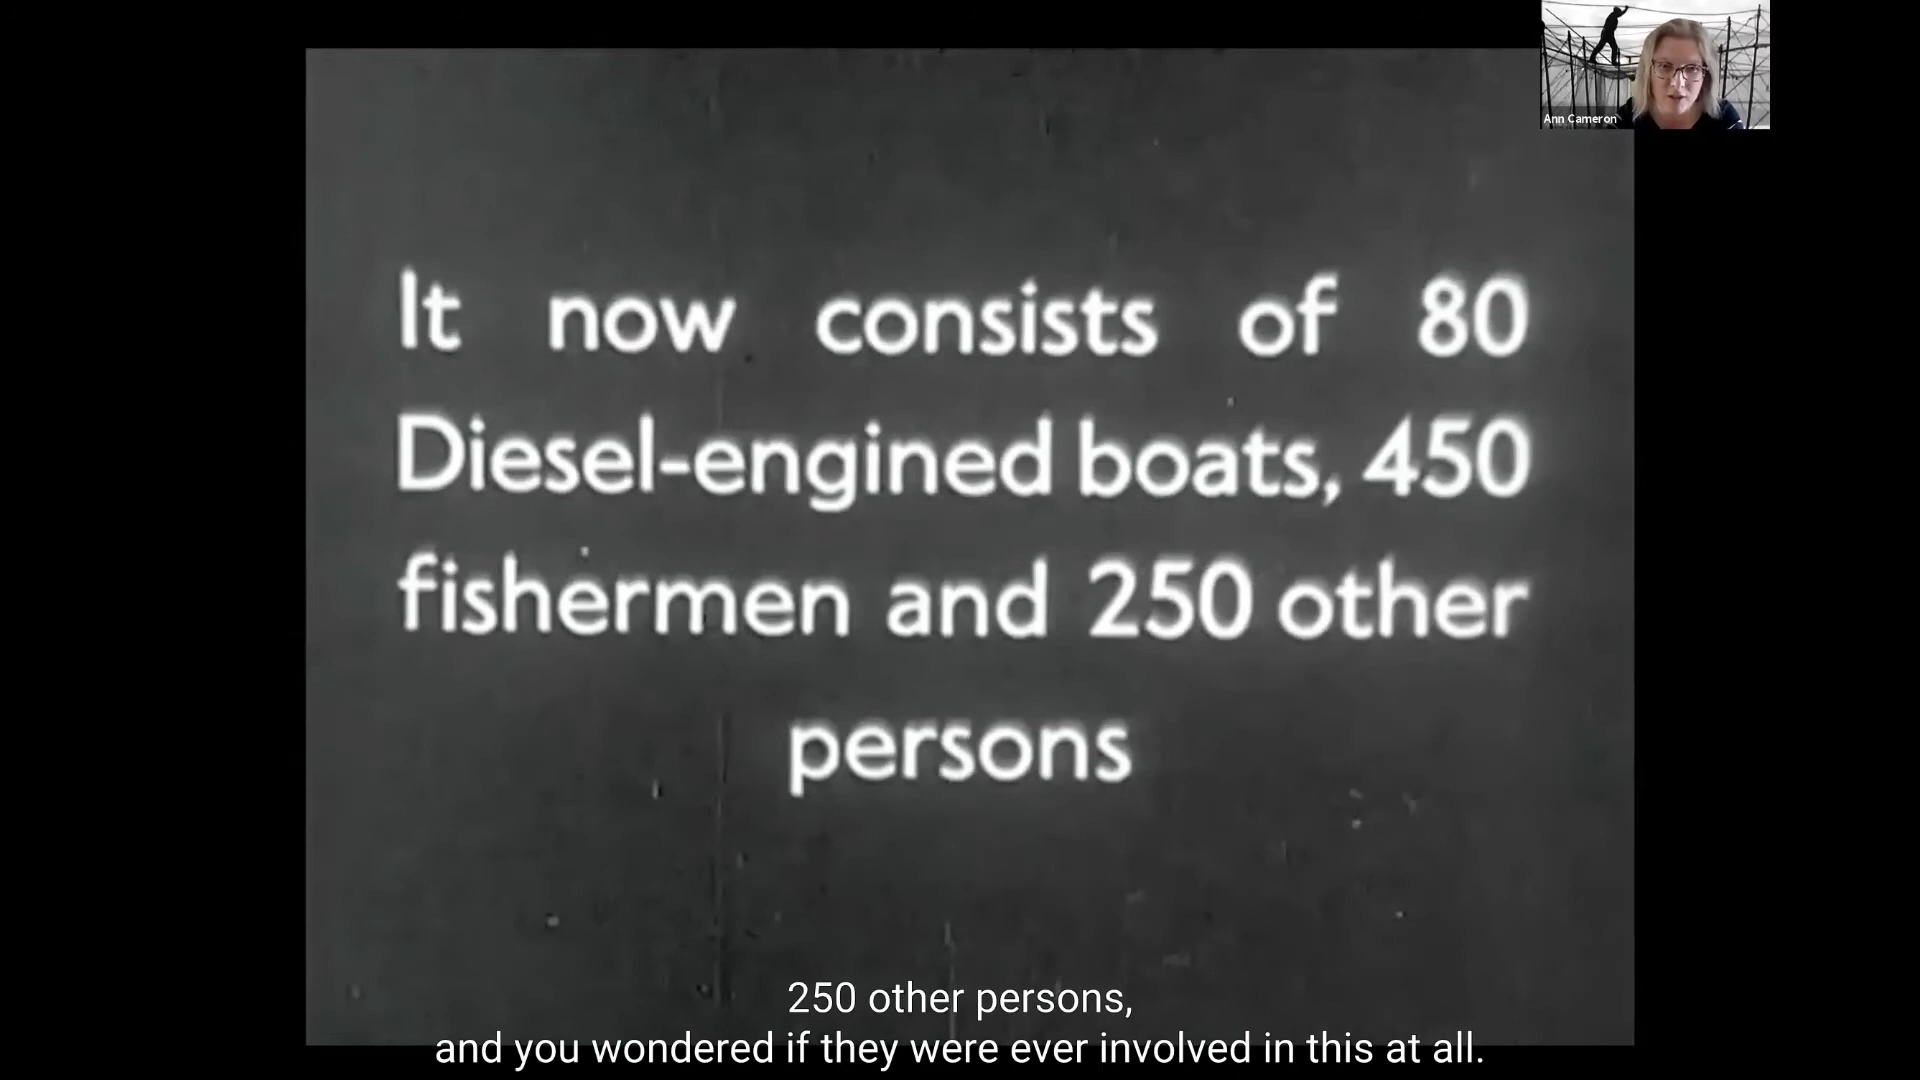 Ann Cameron
It now consists of 80
Diesel-engined boats, 450
fishermen and 250 other
persons
250 other persons,
and you wondered if they were ever involved in this at all.